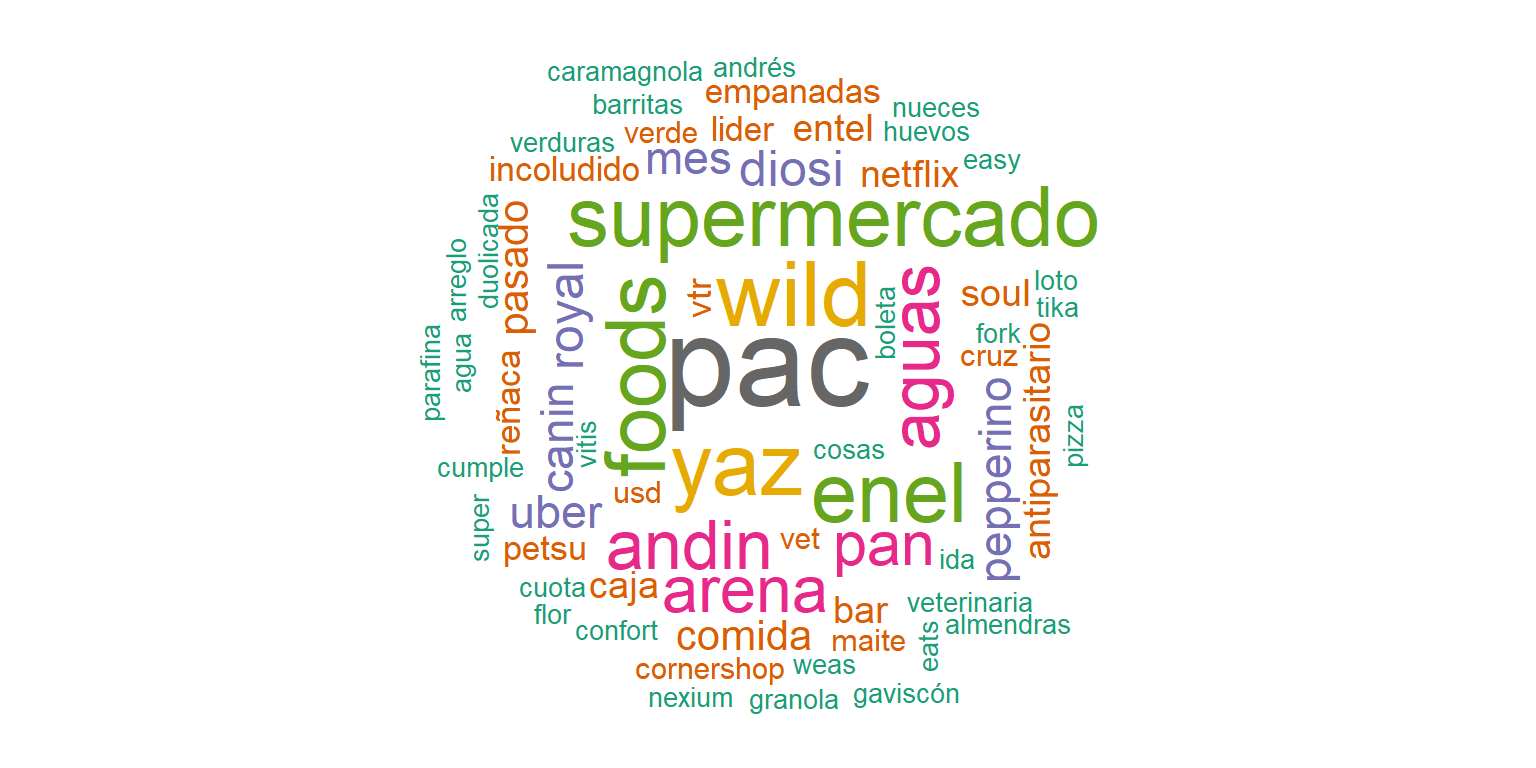 caramagnola
andrés
barritas
empanadas
nueces
verduras
verde
lider
entel
huevos
incoludido
mes
diosi
netflix
easy
supermercado
duolicada
pasado
arreglo
royal
foods
vtr
wild
aguas
boleta
soul
loto
tika
fork
cruz
parafina
agua
reñaca
canin
vitis
pac
pepperino
antiparasitario
pizza
cumple
yaz
cosas
usd
enel
super
uber
petsu
andin
vet
pan
ida
cuota
caja
arena
bar
veterinaria
flor
confort
comida
maite
eats
almendras
cornershop
weas
nexium
granola
gaviscón